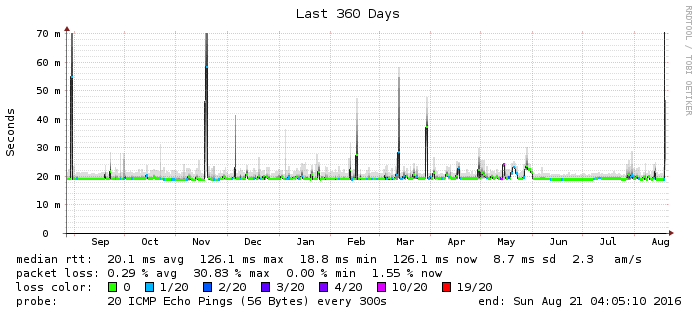 Last 360 Days
RRDTOOL / TOBI OETIKER
Seconds
70 m
60 m
50 m
40 m
30 m
20 m
10 m
0
Sep Oct Nov Dec Jan Feb Mar Apr May Jun Jul Aug
median rtt: 20.1 ms avg 126.1 ms max 18.8 ms min 126.1 ms now 8.7 ms sd 2.3 am/s
packet loss: 0.29 % avg 30.83 % max 0.00 % min 1.55 % now
loss color: 0 1/20 2/20 3/20 4/20 10/20 19/20
probe: 20 ICMP Echo Pings (56 Bytes) every 300s end: Sun Aug 21 04:05:10 2016